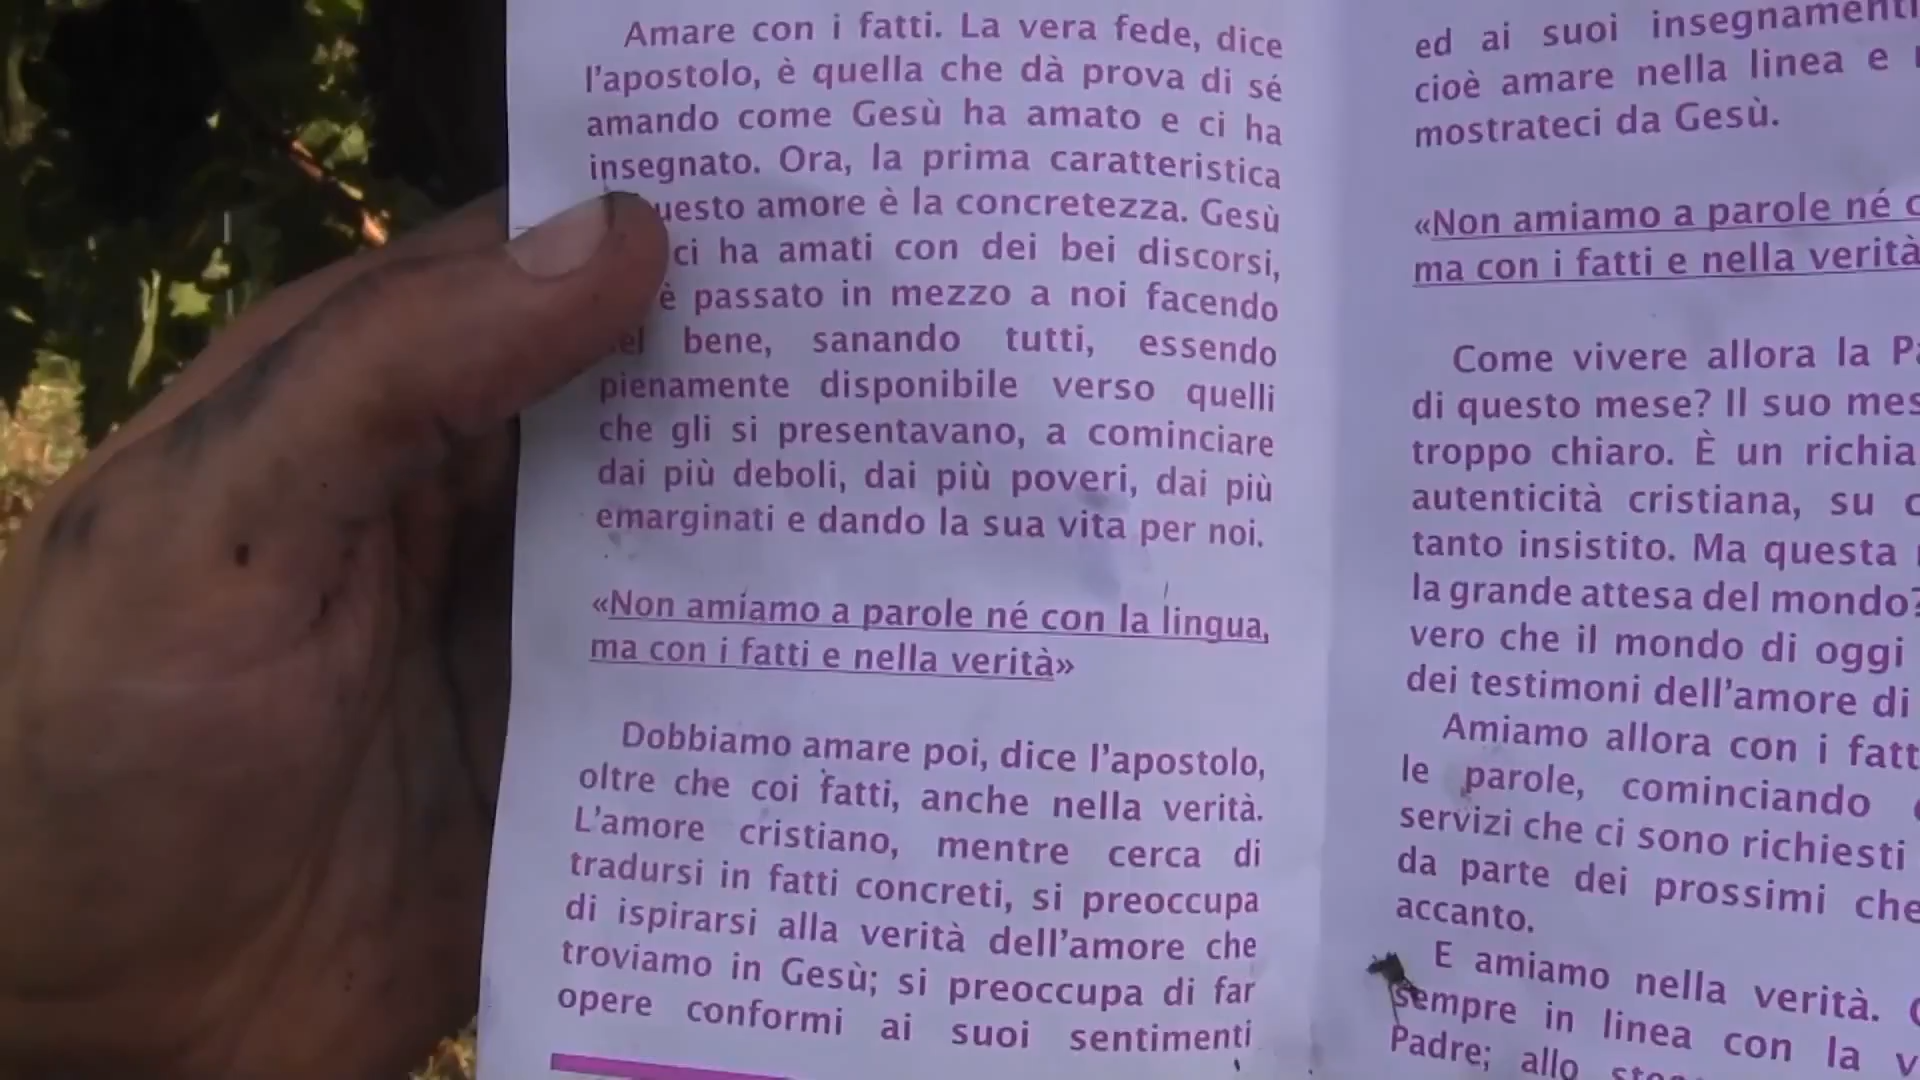 Amare con i fatti. La vera fede, dice
l'apostolo, è quella che dà prova di sé
amando come Gesù ha amato e ci ha
insegnato. Ora, la prima caratteristica
uesto amore è la concretezza. Gesù
ci ha amati con dei bei discorsi,
è passato in mezzo a noi facendo
el bene, sanando tutti, essendo
pienamente disponibile verso quelli
che gli si presentavano, a cominciare
dai più deboli, dai più poveri, dai più
emarginati e dando la sua vita per noi.
«Non amiamo a parole né con la lingua,
ma con i fatti e nella verità»
Dobbiamo amare poi, dice l'apostolo,
oltre che coi fatti, anche nella verità.
L'amore cristiano, mentre cerca di
tradursi in fatti concreti, si preoccupa
di ispirarsi alla verità dell'amore che
troviamo in Gesù; si preoccupa di far
opere conformi ai suoi sentimenti
ed ai suoi insegnamenti
cioè amare nella linea e
mostrateci da Gesù.
«Non amiamo a parole né
ma con i fatti e nella verità
Come vivere allora la
di questo mese? Il suo
troppo chiaro. È un
autenticità cristiana, su
tanto insistito. Ma questa
la grande attesa del mondo?
vero che il mondo di oggi
dei testimoni dell'amore di
Amiamo allora con i
le parole, cominciando
servizi che ci sono richiesti
da parte dei prossimi che
accanto.
E amiamo nella verità.
sempre in linea con la
Padre; allo